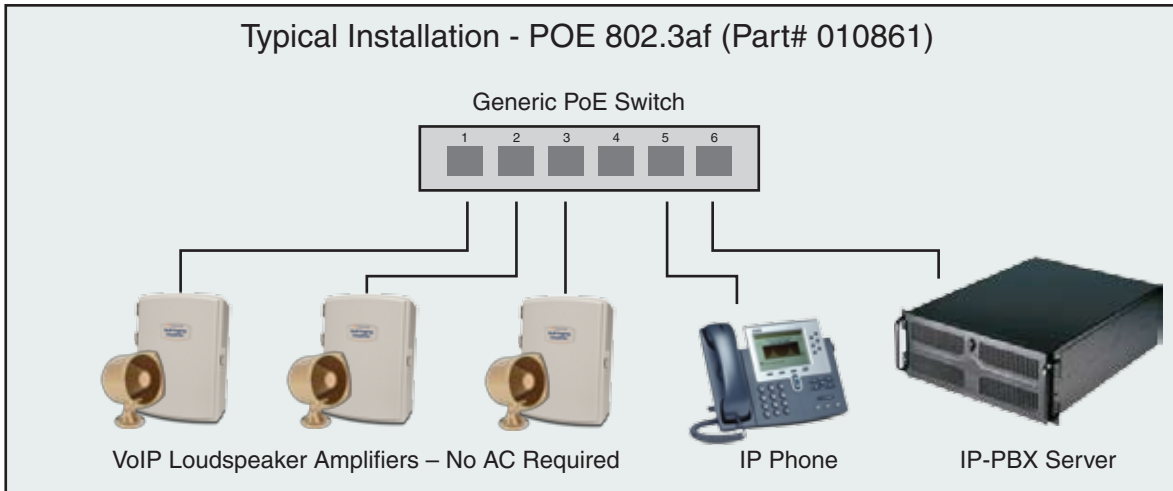 Typical Installation - POE 802.3af (Part# 010861)
Generic PoE Switch
1 2 3 4 5 6
VoIP Loudspeaker Amplifiers – No AC Required
IP Phone
IP-PBX Server